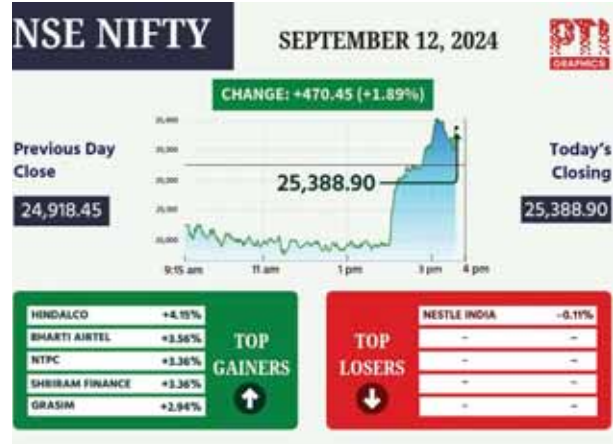 NSE NIFTY
SEPTEMBER 12, 2024
PTI
GRAPHICS
CHANGE: +470.45 (+1.89%)
Previous Day
Close
24,918.45
25,388.90
Today's
Closing
25,388.90
25,000
9:15 am 11 am 1 pm 3 pm 4 pm
HINDALCO +4.15%
BHARTI AIRTEL +3.56%
NTPC +3.36%
SHRIRAM FINANCE +3.36%
GRASIM +2.94%
TOP
GAINERS
TOP
LOSERS
NESTLE INDIA -0.11%
– –
– –
– –
– –